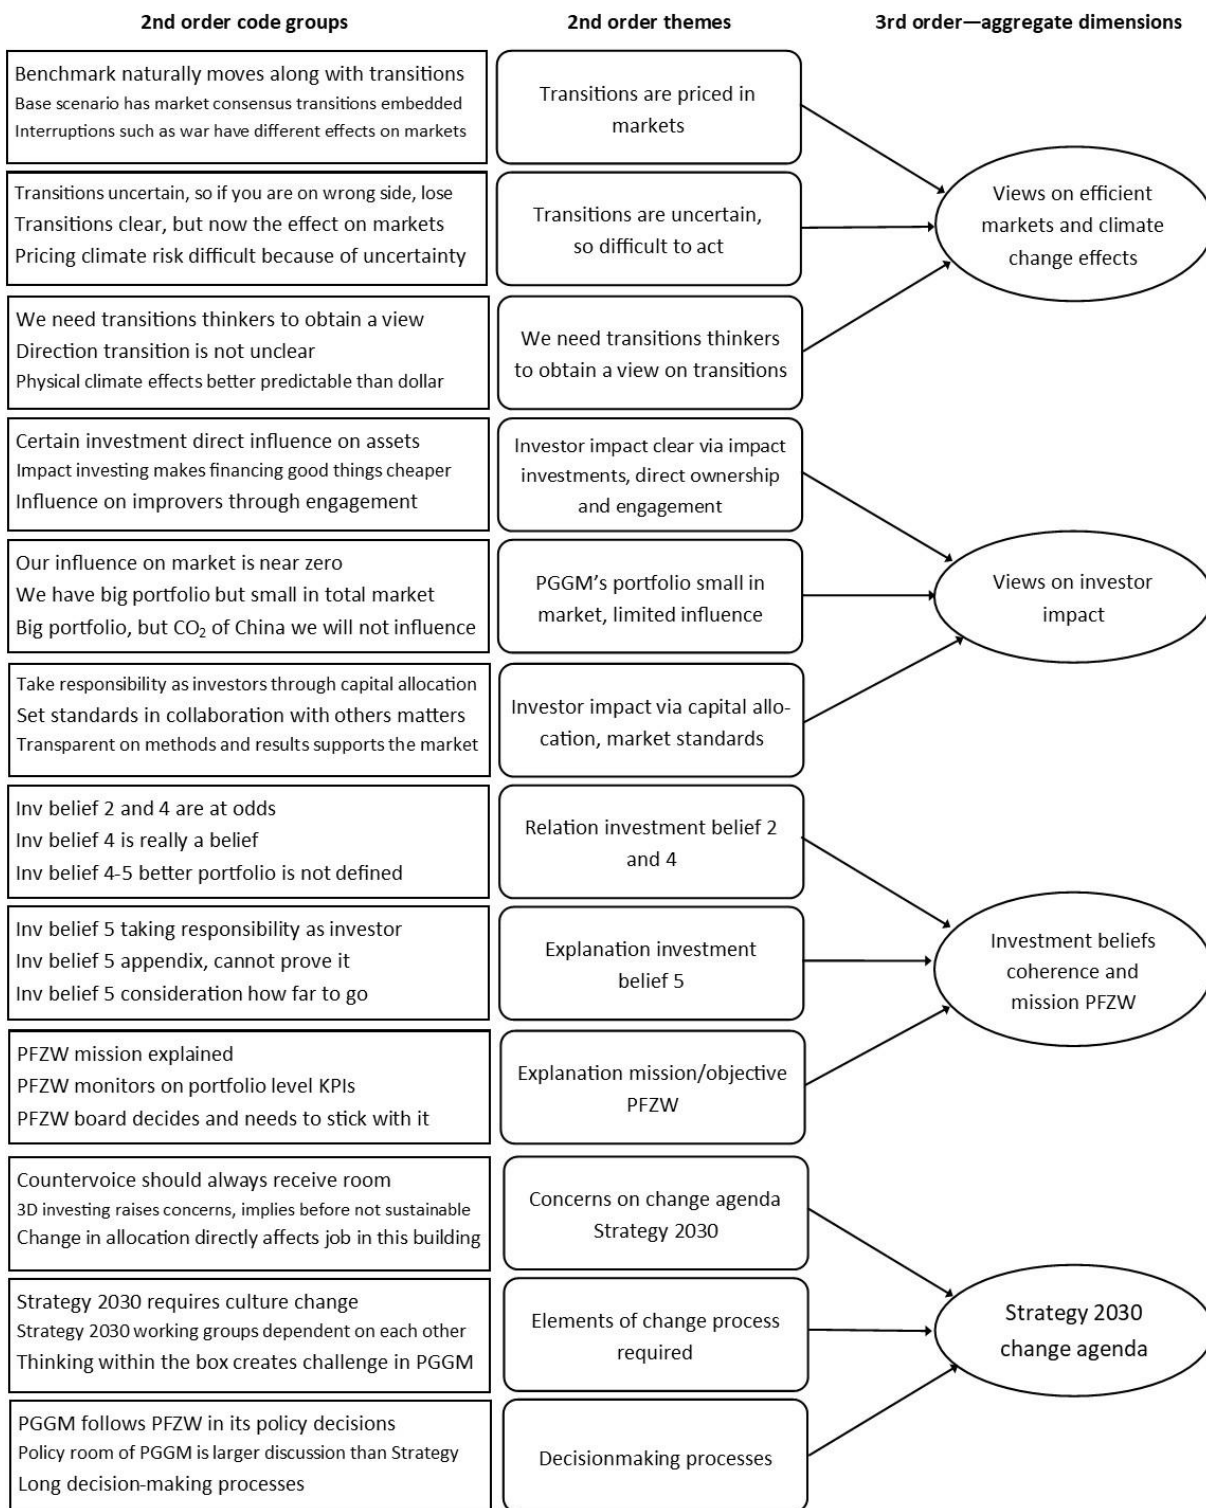 2nd order code groups
2nd order themes
3rd order—aggregate dimensions
Benchmark naturally moves along with transitions
Base scenario has market consensus transitions embedded
Interruptions such as war have different effects on markets
Transitions are priced in
markets
Transitions uncertain, so if you are on wrong side, lose
Transitions clear, but now the effect on markets
Pricing climate risk difficult because of uncertainty
Transitions are uncertain,
so difficult to act
We need transitions thinkers to obtain a view
Direction transition is not unclear
Physical climate effects better predictable than dollar
We need transitions thinkers
to obtain a view on transitions
Views on efficient
markets and climate
change effects
Certain investment direct influence on assets
Impact investing makes financing good things cheaper
Influence on improvers through engagement
Investor impact clear via impact
investments, direct ownership
and engagement
Our influence on market is near zero
We have big portfolio but small in total market
Big portfolio, but CO₂ of China we will not influence
PGGM’s portfolio small in
market, limited influence
Take responsibility as investors through capital allocation
Set standards in collaboration with others matters
Transparent on methods and results supports the market
Investor impact via capital allo-
cation, market standards
Views on investor
impact
Inv belief 2 and 4 are at odds
Inv belief 4 is really a belief
Inv belief 4-5 better portfolio is not defined
Relation investment belief 2
and 4
Inv belief 5 taking responsibility as investor
Inv belief 5 appendix, cannot prove it
Inv belief 5 consideration how far to go
Explanation investment
belief 5
PFZW mission explained
PFZW monitors on portfolio level KPIs
PFZW board decides and needs to stick with it
Explanation mission/objective
PFZW
Investment beliefs
coherence and
mission PFZW
Countervoice should always receive room
3D investing raises concerns, implies before not sustainable
Change in allocation directly affects job in this building
Concerns on change agenda
Strategy 2030
Strategy 2030 requires culture change
Strategy 2030 working groups dependent on each other
Thinking within the box creates challenge in PGGM
Elements of change process
required
PGGM follows PFZW in its policy decisions
Policy room of PGGM is larger discussion than Strategy
Long decision-making processes
Decisionmaking processes
Strategy 2030
change agenda